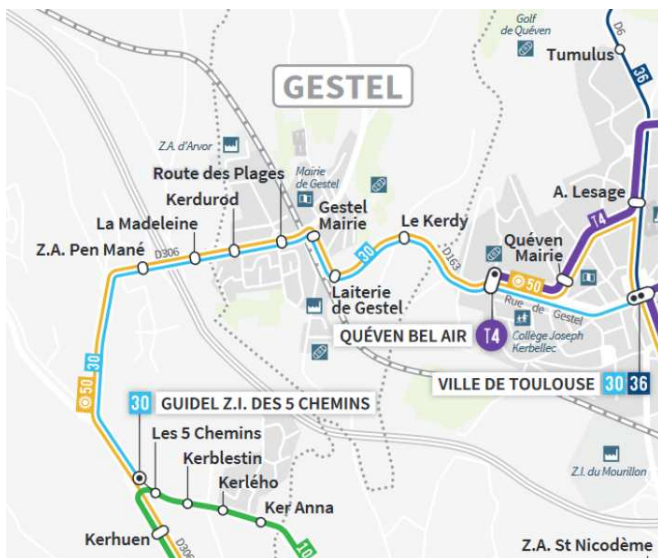 Golf
de Quéven
D6
Tumulus
36
GESTEL
Z.A. d'Arvor
Mairie
de Gestel
Route des Plages
Kerdurod
La Madeleine
Z.A. Pen Mané
D306
Gestel
Mairie
30
Le Kerdy
D163
A. Lesage
T4
Quéven
Mairie
50
Laiterie
de Gestel
Rue de Gestel
QUÉVEN BEL AIR T4
Collège Joseph
Kerbellec
VILLE DE TOULOUSE 30 36
50 30
30 GUIDEL Z.I. DES 5 CHEMINS
Les 5 Chemins
Kerblestin
Kerlého
Ker Anna
Z.I. du Mourillon
Kerhuen
D306
10
Z.A. St Nicodème